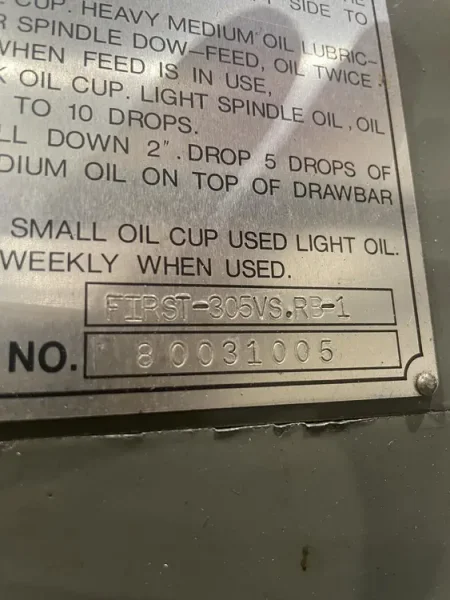 SIDE TO
CUP. HEAVY MEDIUM OIL LUBRIC-
SPINDLE DOW-FEED, OIL TWICE.
WHEN FEED IS IN USE,
OIL CUP. LIGHT SPINDLE OIL, OIL
TO 10 DROPS.
DOWN 2". DROP 5 DROPS OF
OIL ON TOP OF DRAWBAR
SMALL OIL CUP USED LIGHT OIL.
WEEKLY WHEN USED.
FIRST-305VS.RB-1
NO. 80031005